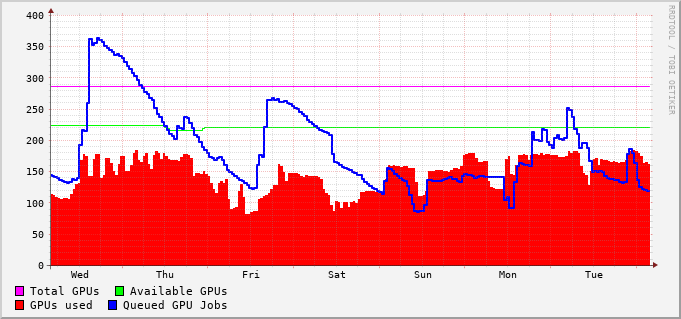 400
350
300
250
200
150
100
50
0
Wed Thu Fri Sat Sun Mon Tue
Total GPUs Available GPUs
GPUs used Queued GPU Jobs
RRDTOOL / TOBI OETIKER